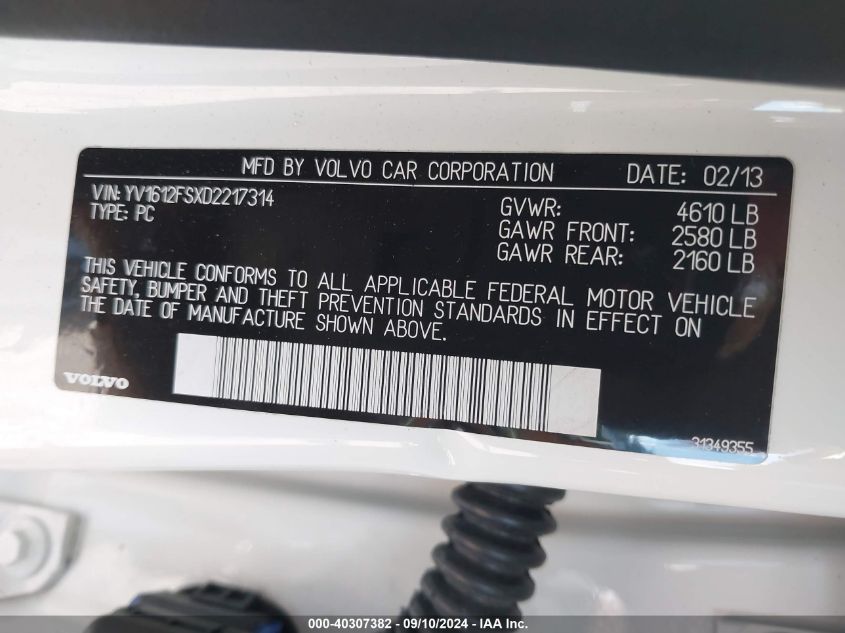 MFD BY VOLVO CAR CORPORATION DATE: 02/13
VIN: YV1612FSXD2217314
TYPE: PC
GVWR: 4610 LB
GAWR FRONT: 2580 LB
GAWR REAR: 2160 LB
THIS VEHICLE CONFORMS TO ALL APPLICABLE FEDERAL MOTOR VEHICLE
SAFETY, BUMPER AND THEFT PREVENTION STANDARDS IN EFFECT ON
THE DATE OF MANUFACTURE SHOWN ABOVE.
VOLVO
31349355
000-40307382 - 09/10/2024 - IAA Inc.